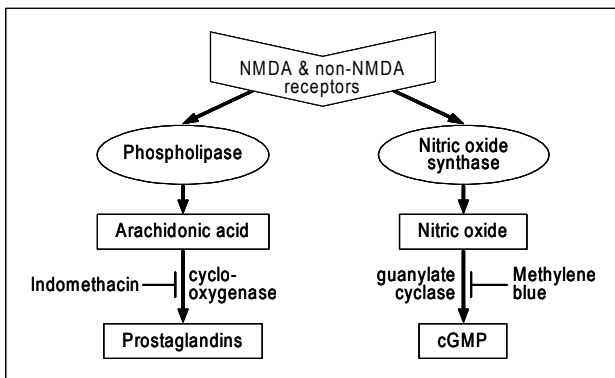 NMDA & non-NMDA
receptors
Phospholipase
Nitric oxide
synthase
Arachidonic acid
Nitric oxide
Indomethacin
cyclo-
oxygenase
guanylate
cyclase
Methylene
blue
Prostaglandins
cGMP